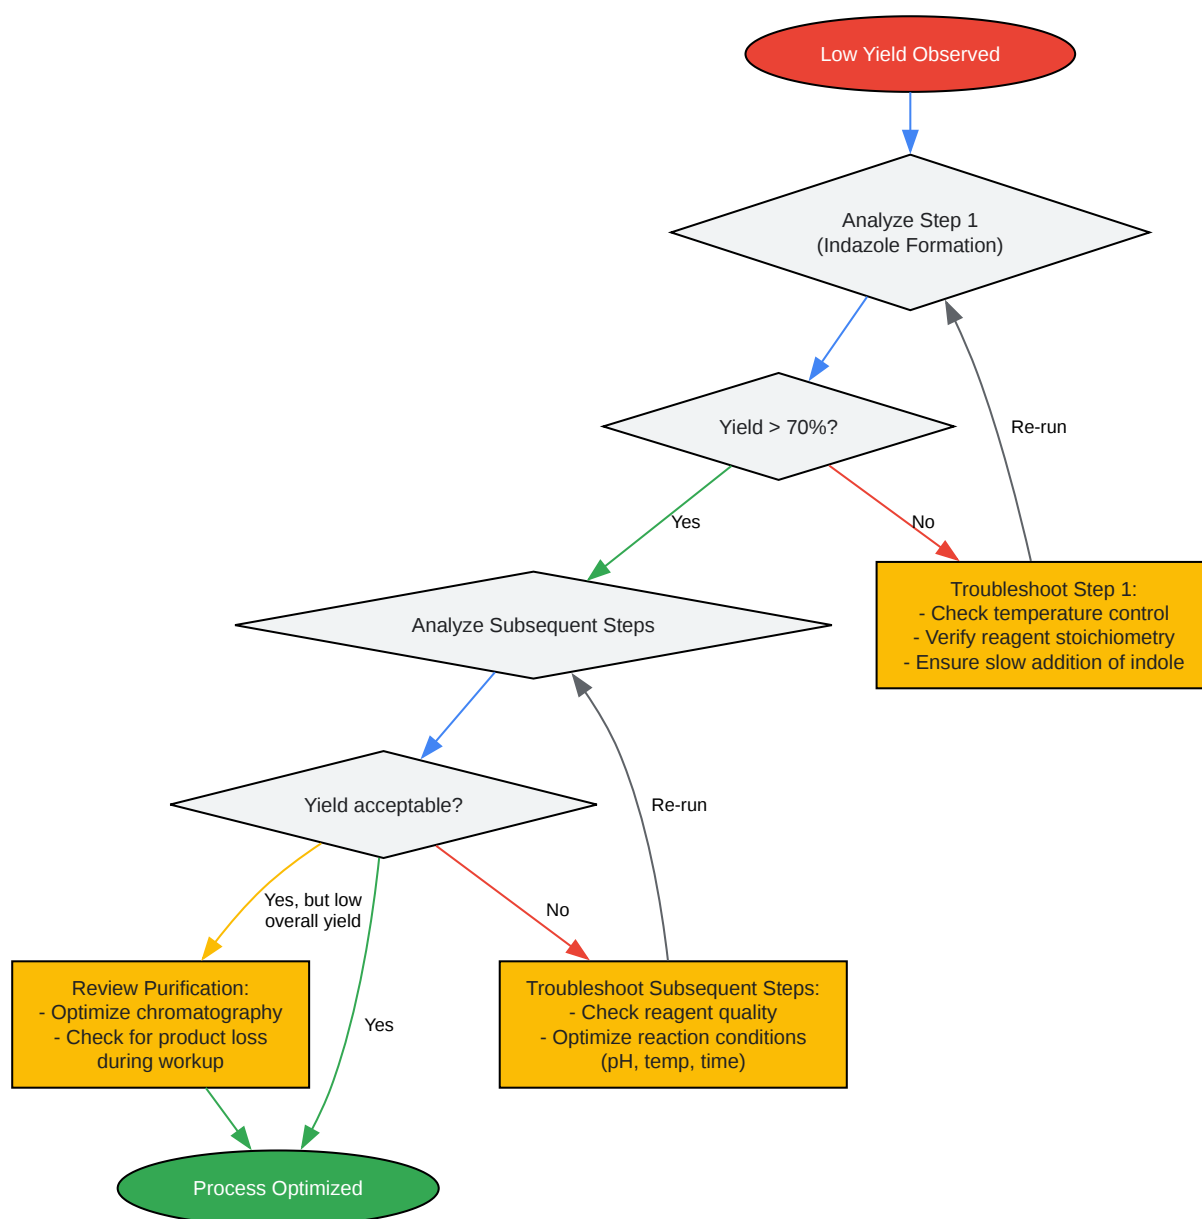 Low Yield Observed
Analyze Step 1
(Indazole Formation)
Yield > 70%?
Re-run
Yes
No
Troubleshoot Step 1:
- Check temperature control
- Verify reagent stoichiometry
- Ensure slow addition of indole
Analyze Subsequent Steps
Yield acceptable?
Re-run
Yes, but low
overall yield
No
Review Purification:
- Optimize chromatography
- Check for product loss
during workup
Yes
Troubleshoot Subsequent Steps:
- Check reagent quality
- Optimize reaction conditions
(pH, temp, time)
Process Optimized